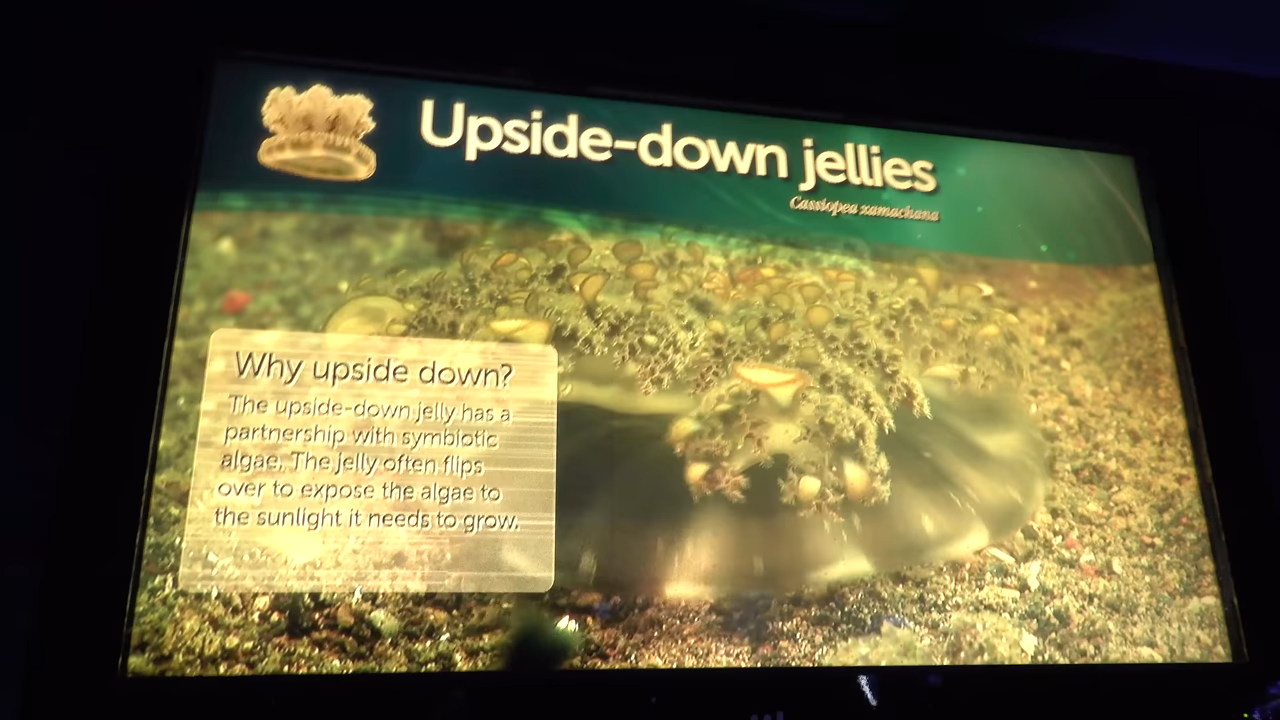 Upside-down jellies
Cassiopea xamachana
Why upside down?
The upside-down jelly has a
partnership with symbiotic
algae. The jelly often flips
over to expose the algae to
the sunlight it needs to grow.